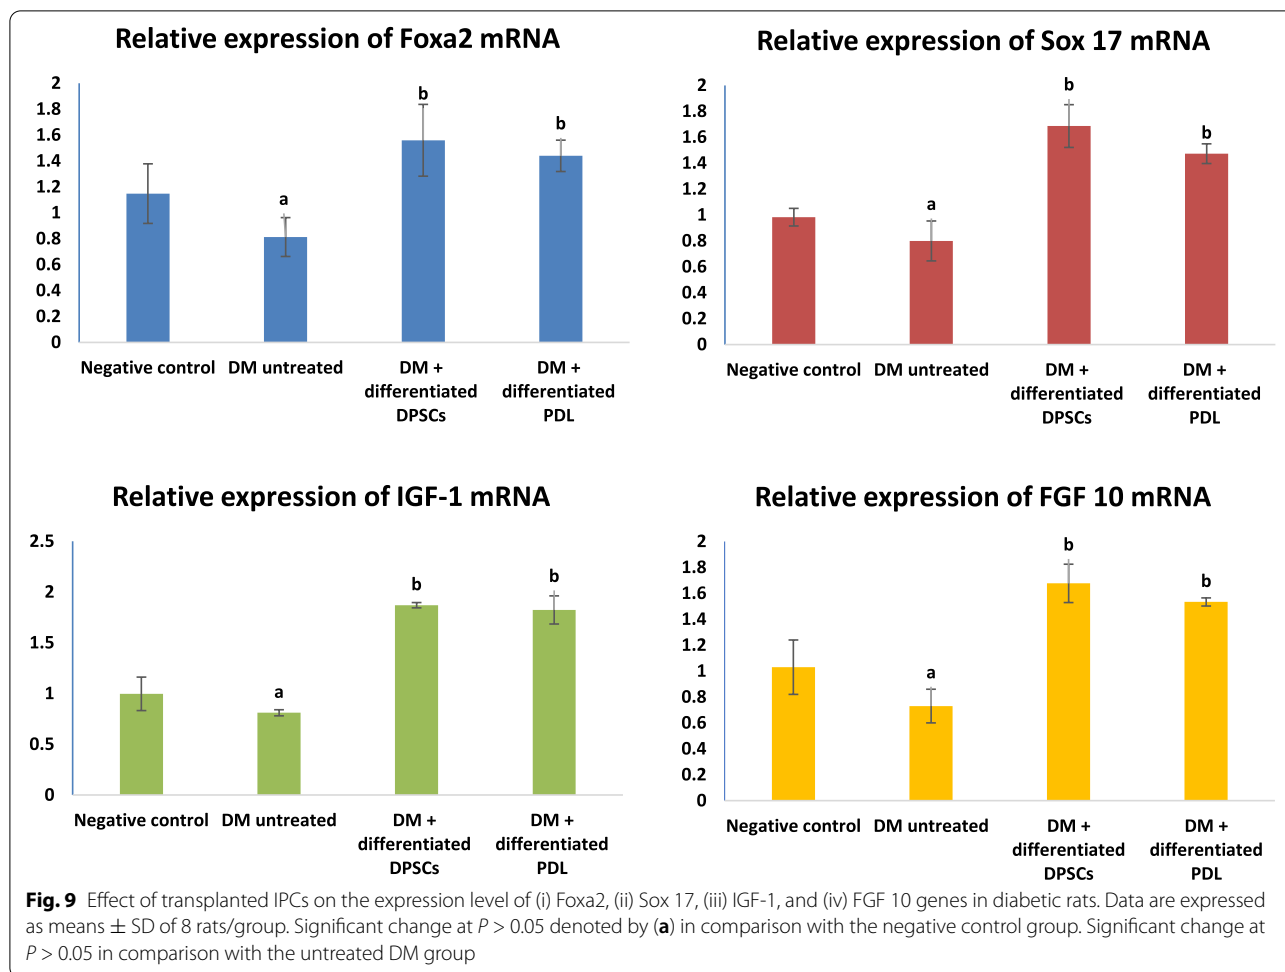 Relative expression of Foxa2 mRNA
2
1.8
1.6
1.4
1.2
1
0.8
0.6
0.4
0.2
0
a
b
b
Negative control DM untreated DM + differentiated DPSCs DM + differentiated PDL
Relative expression of Sox 17 mRNA
2
1.8
1.6
1.4
1.2
1
0.8
0.6
0.4
0.2
0
a
b
b
Negative control DM untreated DM + differentiated DPSCs DM + differentiated PDL
Relative expression of IGF-1 mRNA
2.5
2
1.5
1
0.5
0
a
b
b
Negative control DM untreated DM + differentiated DPSCs DM + differentiated PDL
Relative expression of FGF 10 mRNA
2
1.8
1.6
1.4
1.2
1
0.8
0.6
0.4
0.2
0
a
b
b
Negative control DM untreated DM + differentiated DPSCs DM + differentiated PDL
Fig. 9 Effect of transplanted IPCs on the expression level of (i) Foxa2, (ii) Sox 17, (iii) IGF-1, and (iv) FGF 10 genes in diabetic rats. Data are expressed
as means ± SD of 8 rats/group. Significant change at P > 0.05 denoted by (a) in comparison with the negative control group. Significant change at
P > 0.05 in comparison with the untreated DM group